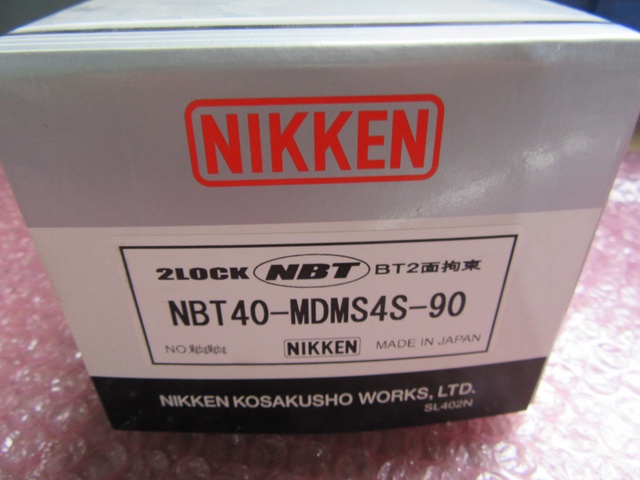 NIKKEN
2LOCK NBT BT2面拘束
NBT40-MDMS4S-90
NO. NIKKEN MADE IN JAPAN
NIKKEN KOSAKUSHO WORKS, LTD.
SL402N